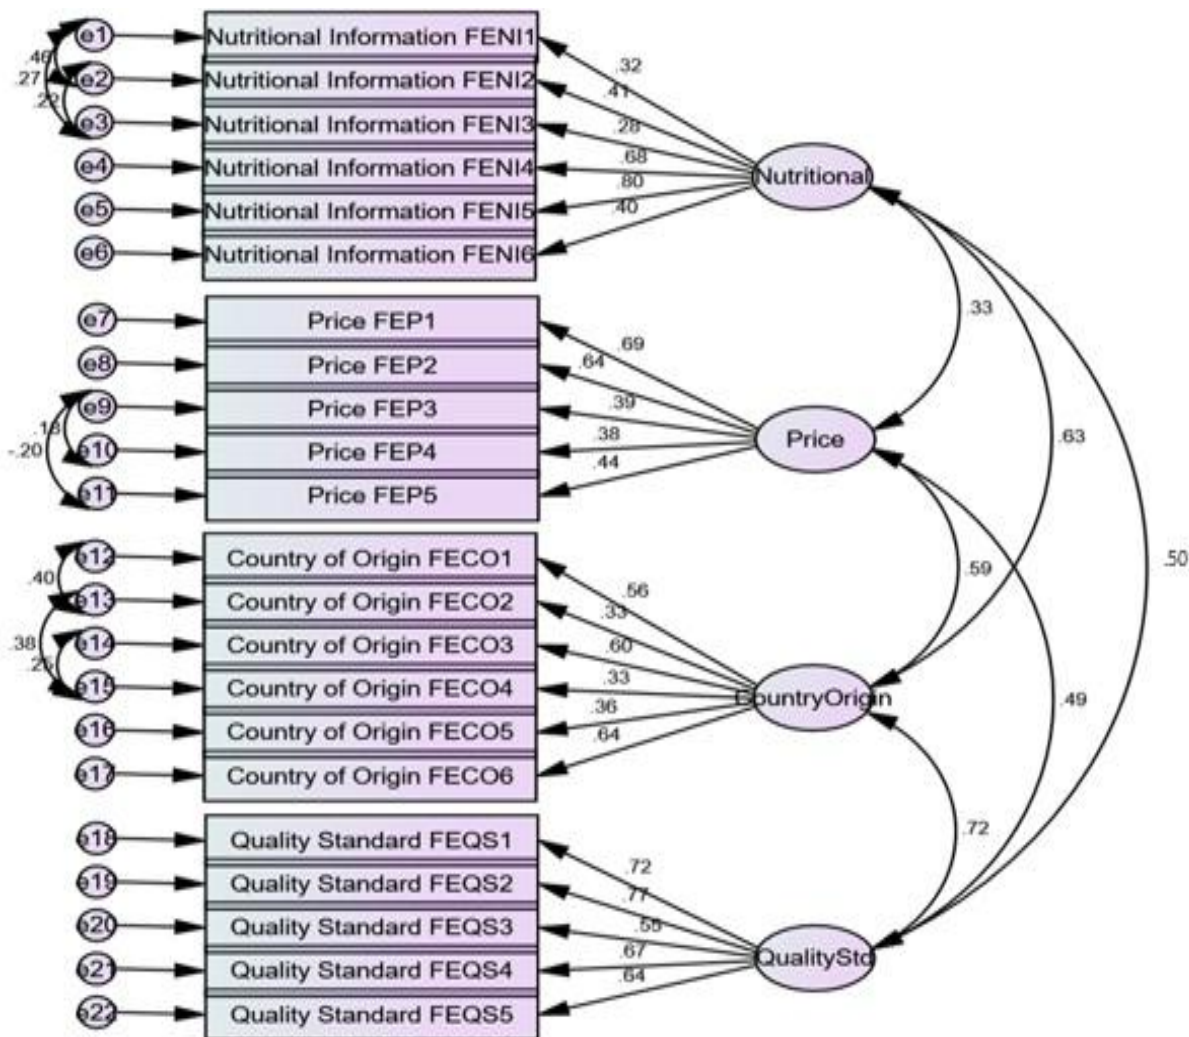 e1 Nutritional Information FENI1
.46
.32
.27
e2 Nutritional Information FENI2
.41
.22
e3 Nutritional Information FENI3
.28
e4 Nutritional Information FENI4
.68
Nutritional
e5 Nutritional Information FENI5
.80
e6 Nutritional Information FENI6
.40
e7 Price FEP1
.33
.69
e8 Price FEP2
.64
e9 Price FEP3
.39
e10 Price FEP4
.38
-.20
Price
.63
e11 Price FEP5
.44
e12 Country of Origin FECO1
.40
.56
.59
.50
e13 Country of Origin FECO2
.33
e14 Country of Origin FECO3
.38
.60
e15 Country of Origin FECO4
.33
CountryOrigin
.49
e16 Country of Origin FECO5
.36
e17 Country of Origin FECO6
.64
e18 Quality Standard FEQS1
.72
.72
e19 Quality Standard FEQS2
.77
e20 Quality Standard FEQS3
e21 Quality Standard FEQS4
.67
QualityStd
e22 Quality Standard FEQS5
.64